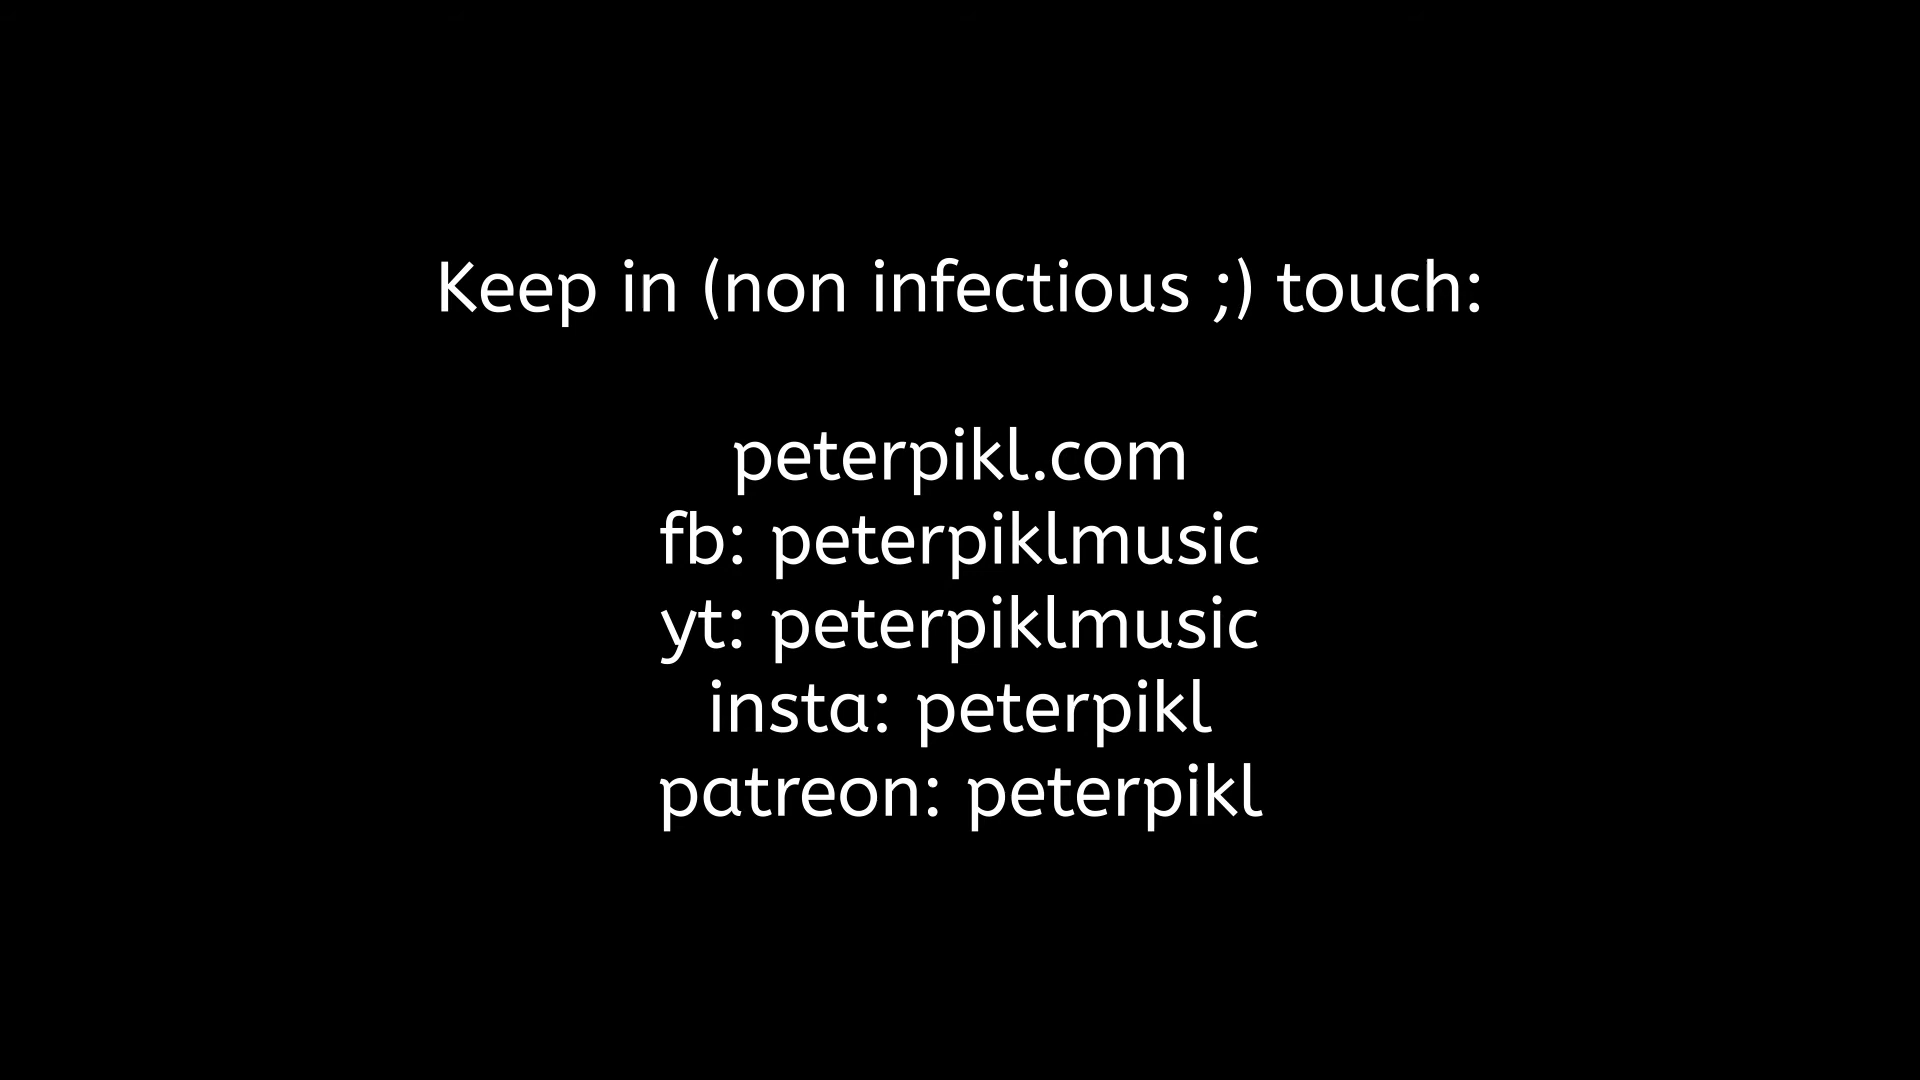 Keep in (non infectious ;) touch:
peterpikl.com
fb: peterpiklmusic
yt: peterpiklmusic
insta: peterpikl
patreon: peterpikl